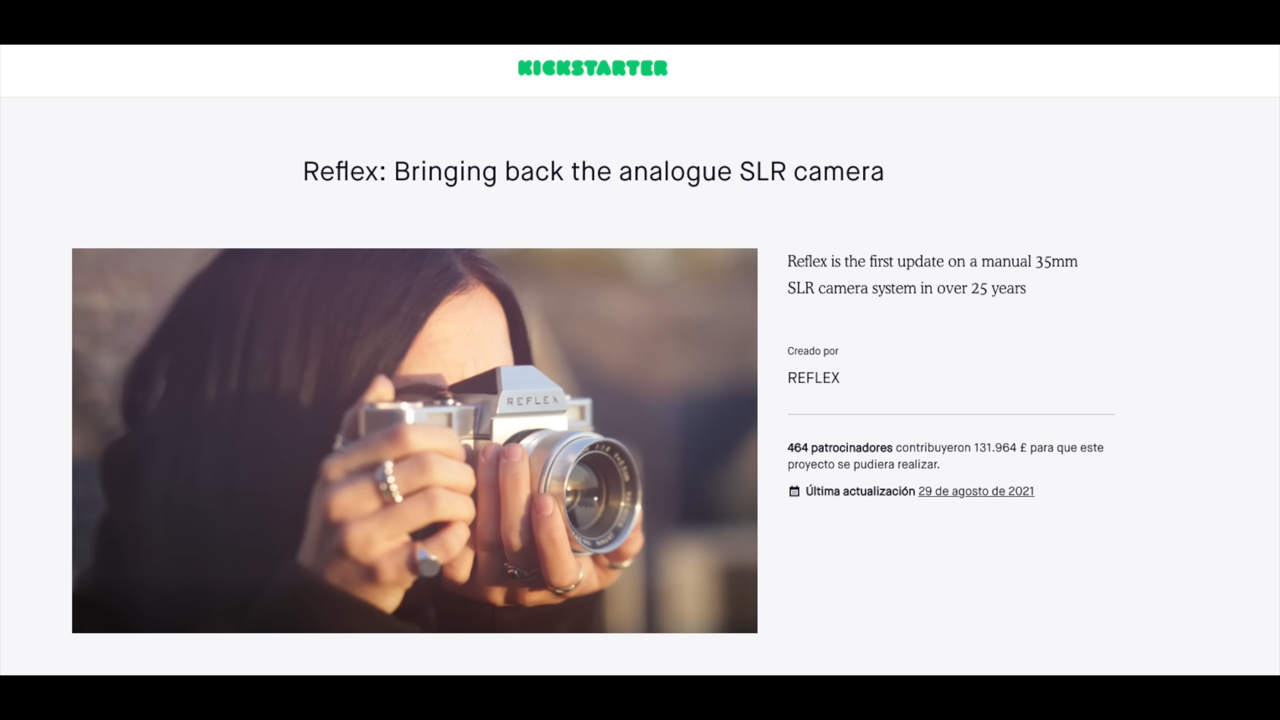 KICKSTARTER
Reflex: Bringing back the analogue SLR camera
REFLEX
Reflex is the first update on a manual 35mm
SLR camera system in over 25 years
Creado por
REFLEX
464 patrocinadores contribuyeron 131.964 £ para que este
proyecto se pudiera realizar.
Última actualización 29 de agosto de 2021